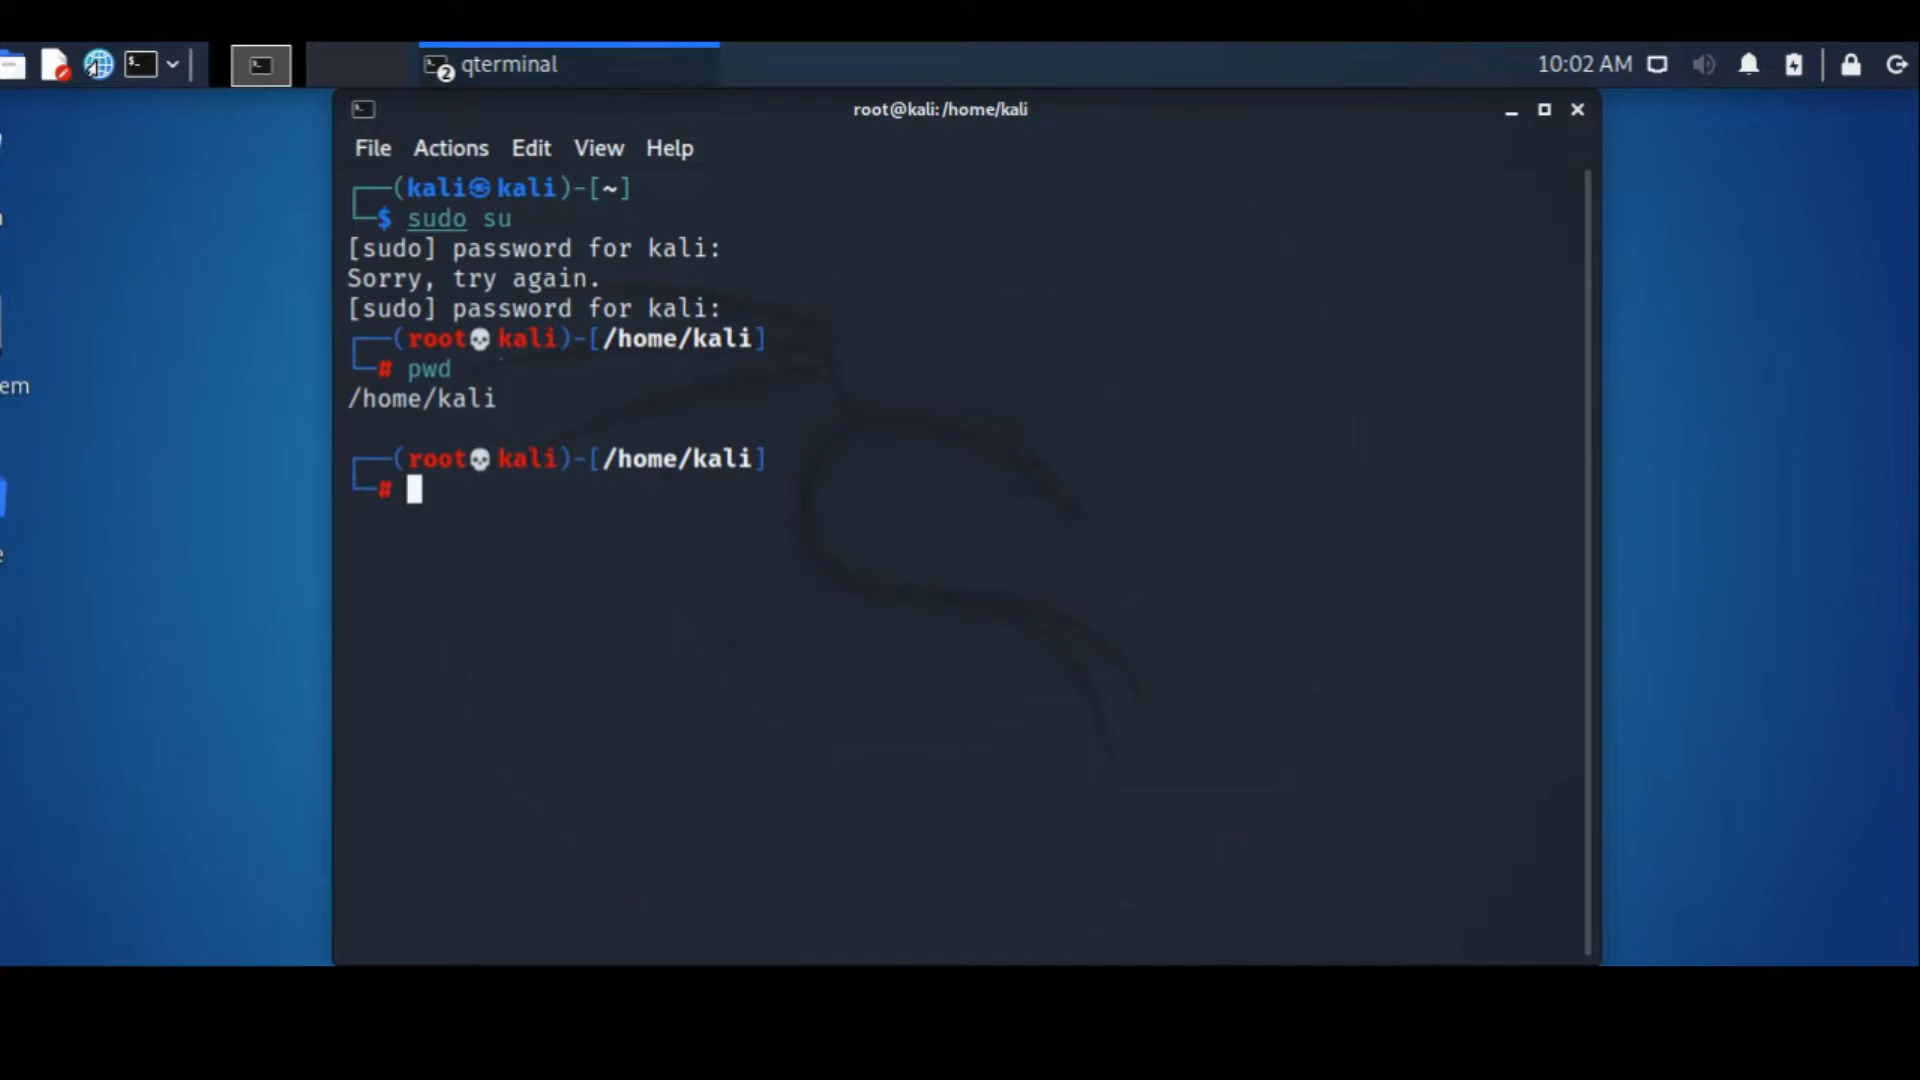 2 qterminal 10:02 AM
root@kali: /home/kali
File Actions Edit View Help
(kali㉿kali)-[~]
$ sudo su
[sudo] password for kali:
Sorry, try again.
[sudo] password for kali:
(root💀kali)-[/home/kali]
# pwd
/home/kali
(root💀kali)-[/home/kali]
#
em
e